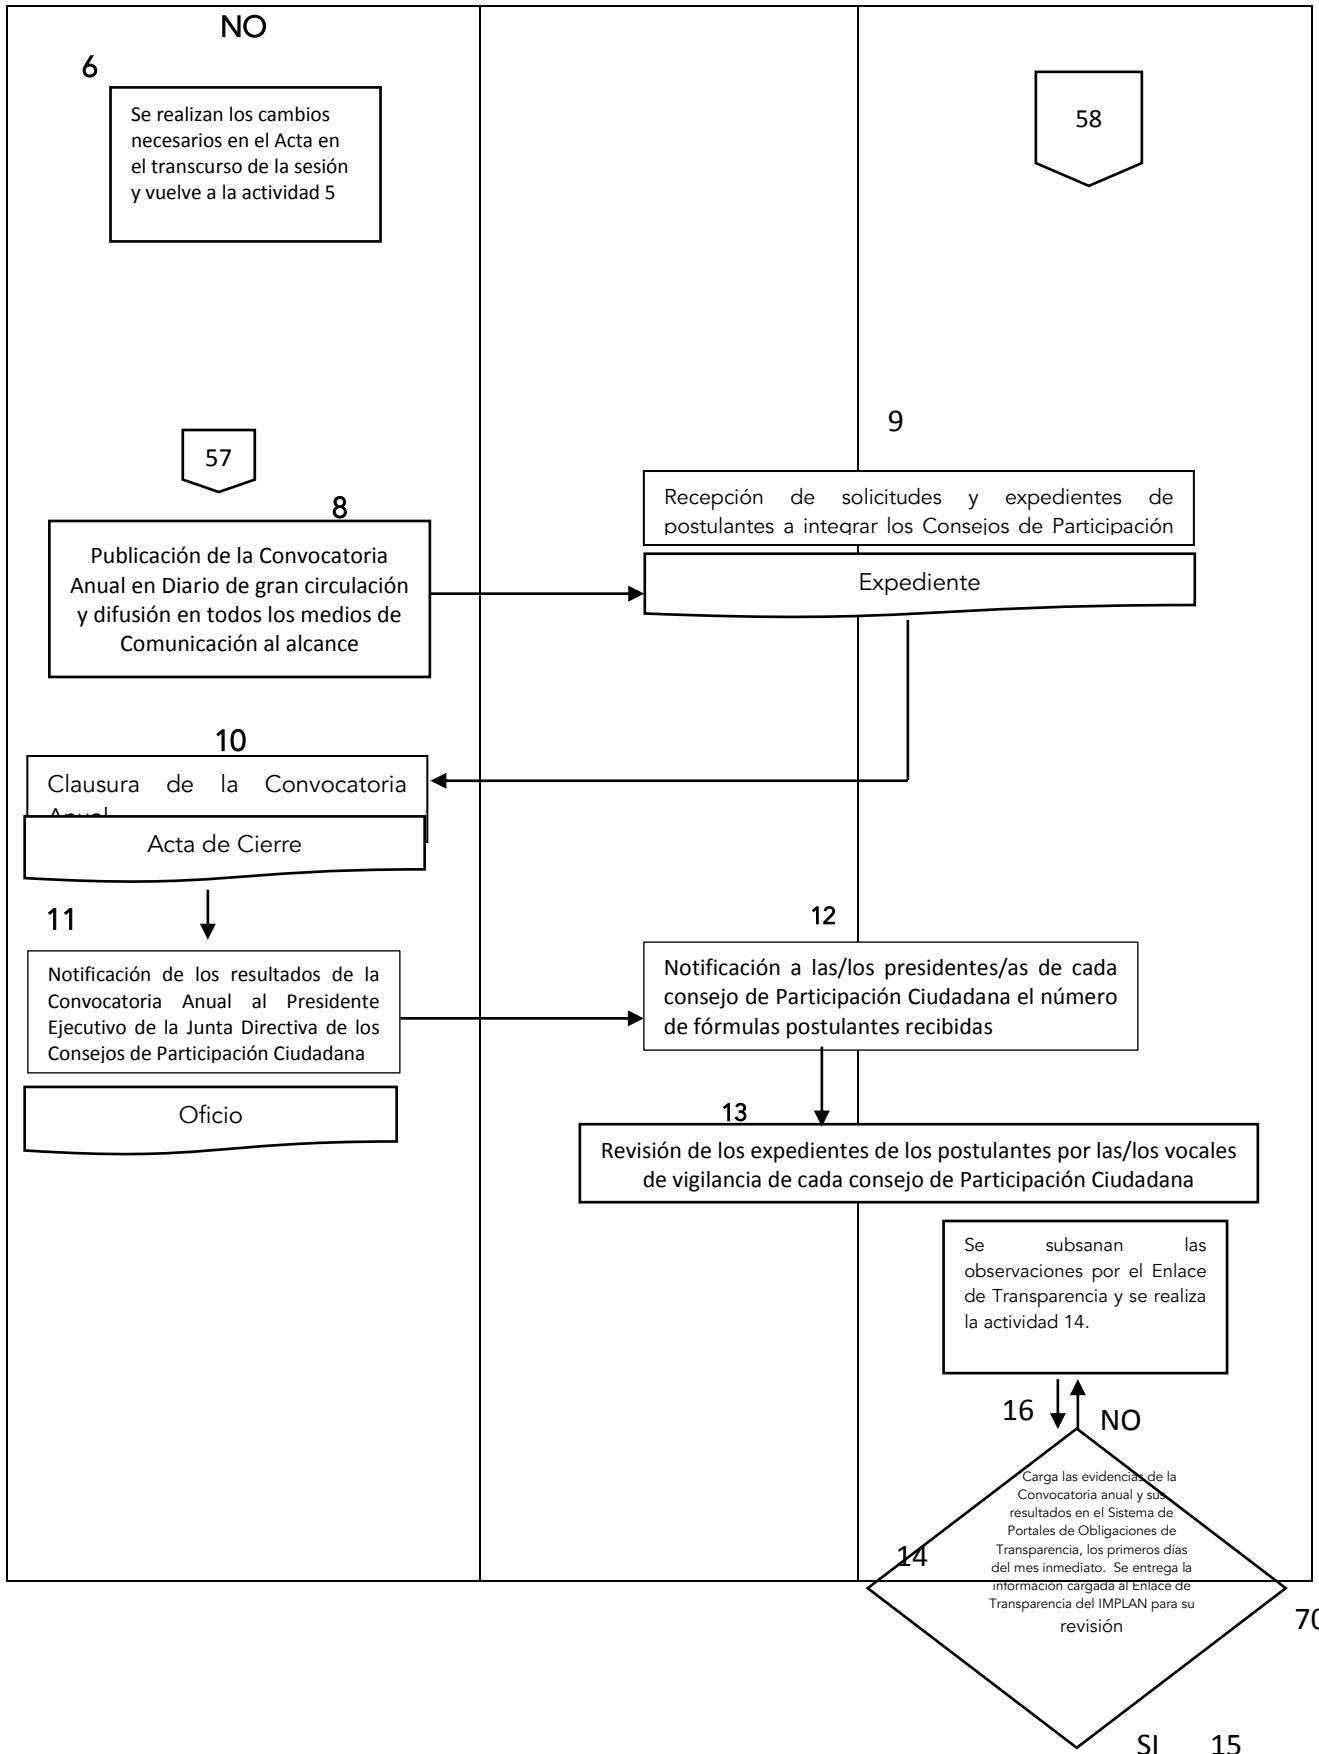 NO
6
Se realizan los cambios
necesarios en el Acta en
el transcurso de la sesión
y vuelve a la actividad 5
58
9
57
8
Publicación de la Convocatoria
Anual en Diario de gran circulación
y difusión en todos los medios de
Comunicación al alcance
Recepción de solicitudes y expedientes de
postulantes a integrar los Consejos de Participación
Expediente
10
Clausura de la Convocatoria
Anual
Acta de Cierre
11
Notificación de los resultados de la
Convocatoria Anual al Presidente
Ejecutivo de la Junta Directiva de los
Consejos de Participación Ciudadana
Oficio
12
Notificación a las/los presidentes/as de cada
consejo de Participación Ciudadana el número
de fórmulas postulantes recibidas
13
Revisión de los expedientes de los postulantes por las/los vocales
de vigilancia de cada consejo de Participación Ciudadana
Se subsanan las
observaciones por el Enlace
de Transparencia y se realiza
la actividad 14.
16
NO
14
Carga las evidencias de la
Convocatoria anual y sus
resultados en el Sistema de
Portales de Obligaciones de
Transparencia, los primeros días
del mes inmediato. Se entrega la
información cargada al Enlace de
Transparencia del IMPLAN para su
revisión
70
SI 15